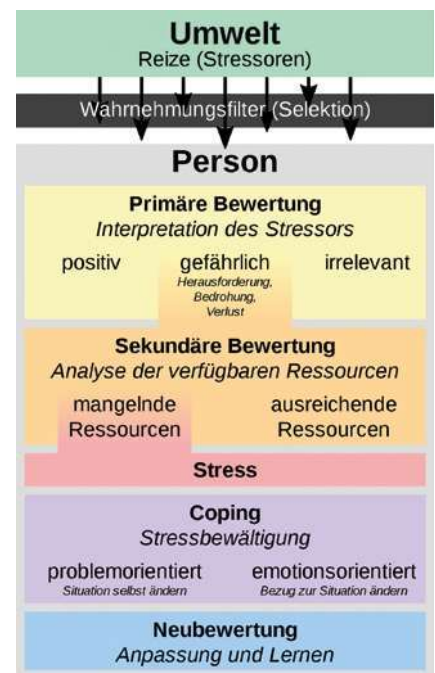 Umwelt
Reize (Stressoren)
Wahrnehmungsfilter (Selektion)
Person
Primäre Bewertung
Interpretation des Stressors
positiv gefährlich irrelevant
Herausforderung,
Bedrohung,
Verlust
Sekundäre Bewertung
Analyse der verfügbaren Ressourcen
mangelnde ausreichende
Ressourcen Ressourcen
Stress
Coping
Stressbewältigung
problemorientiert emotionsorientiert
Situation selbst ändern Bezug zur Situation ändern
Neubewertung
Anpassung und Lernen